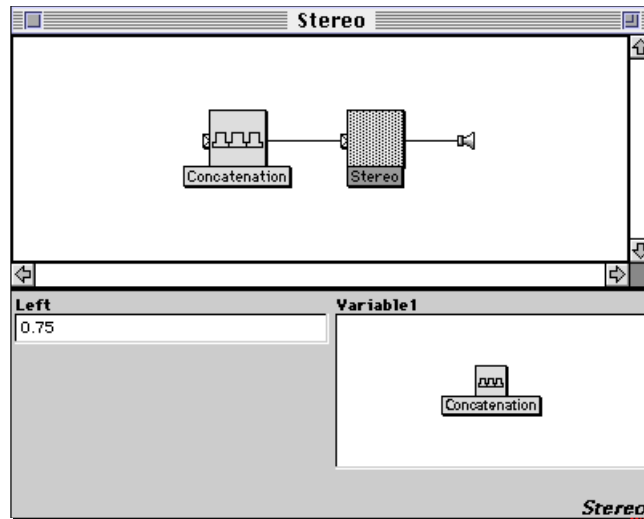 Stereo
Concatenation
Stereo
Left
Variable1
0.75
Concatenation
Stereo